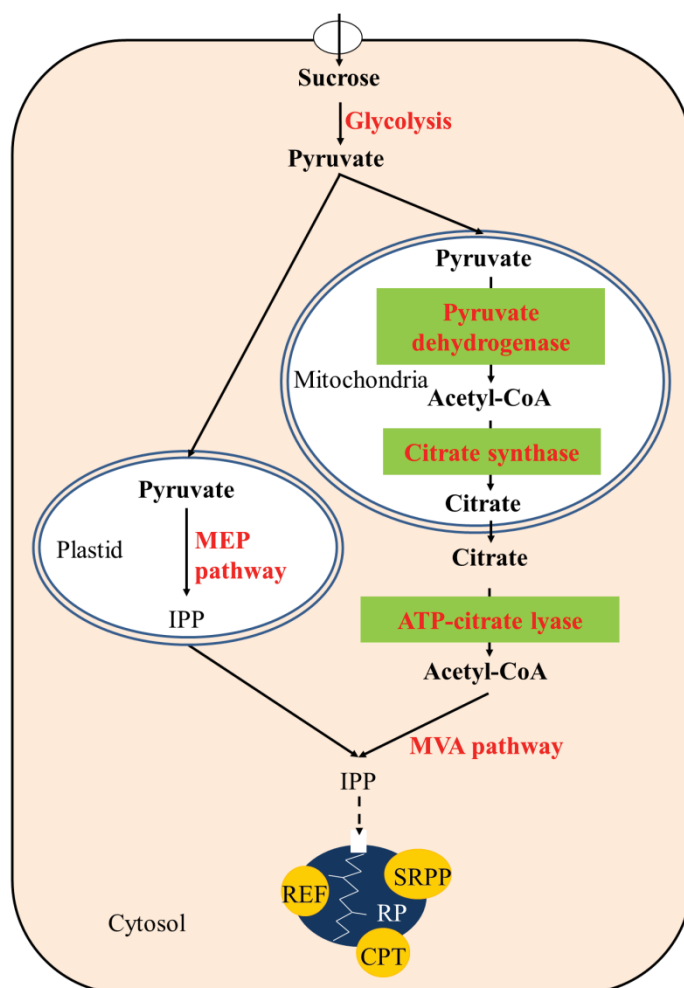 Sucrose
Glycolysis
Pyruvate
Pyruvate
Pyruvate
dehydrogenase
Mitochondria
Acetyl-CoA
Citrate synthase
Citrate
Pyruvate
Plastid
MEP
pathway
IPP
Citrate
ATP-citrate lyase
Acetyl-CoA
MVA pathway
IPP
REF
SRPP
RP
CPT
Cytosol